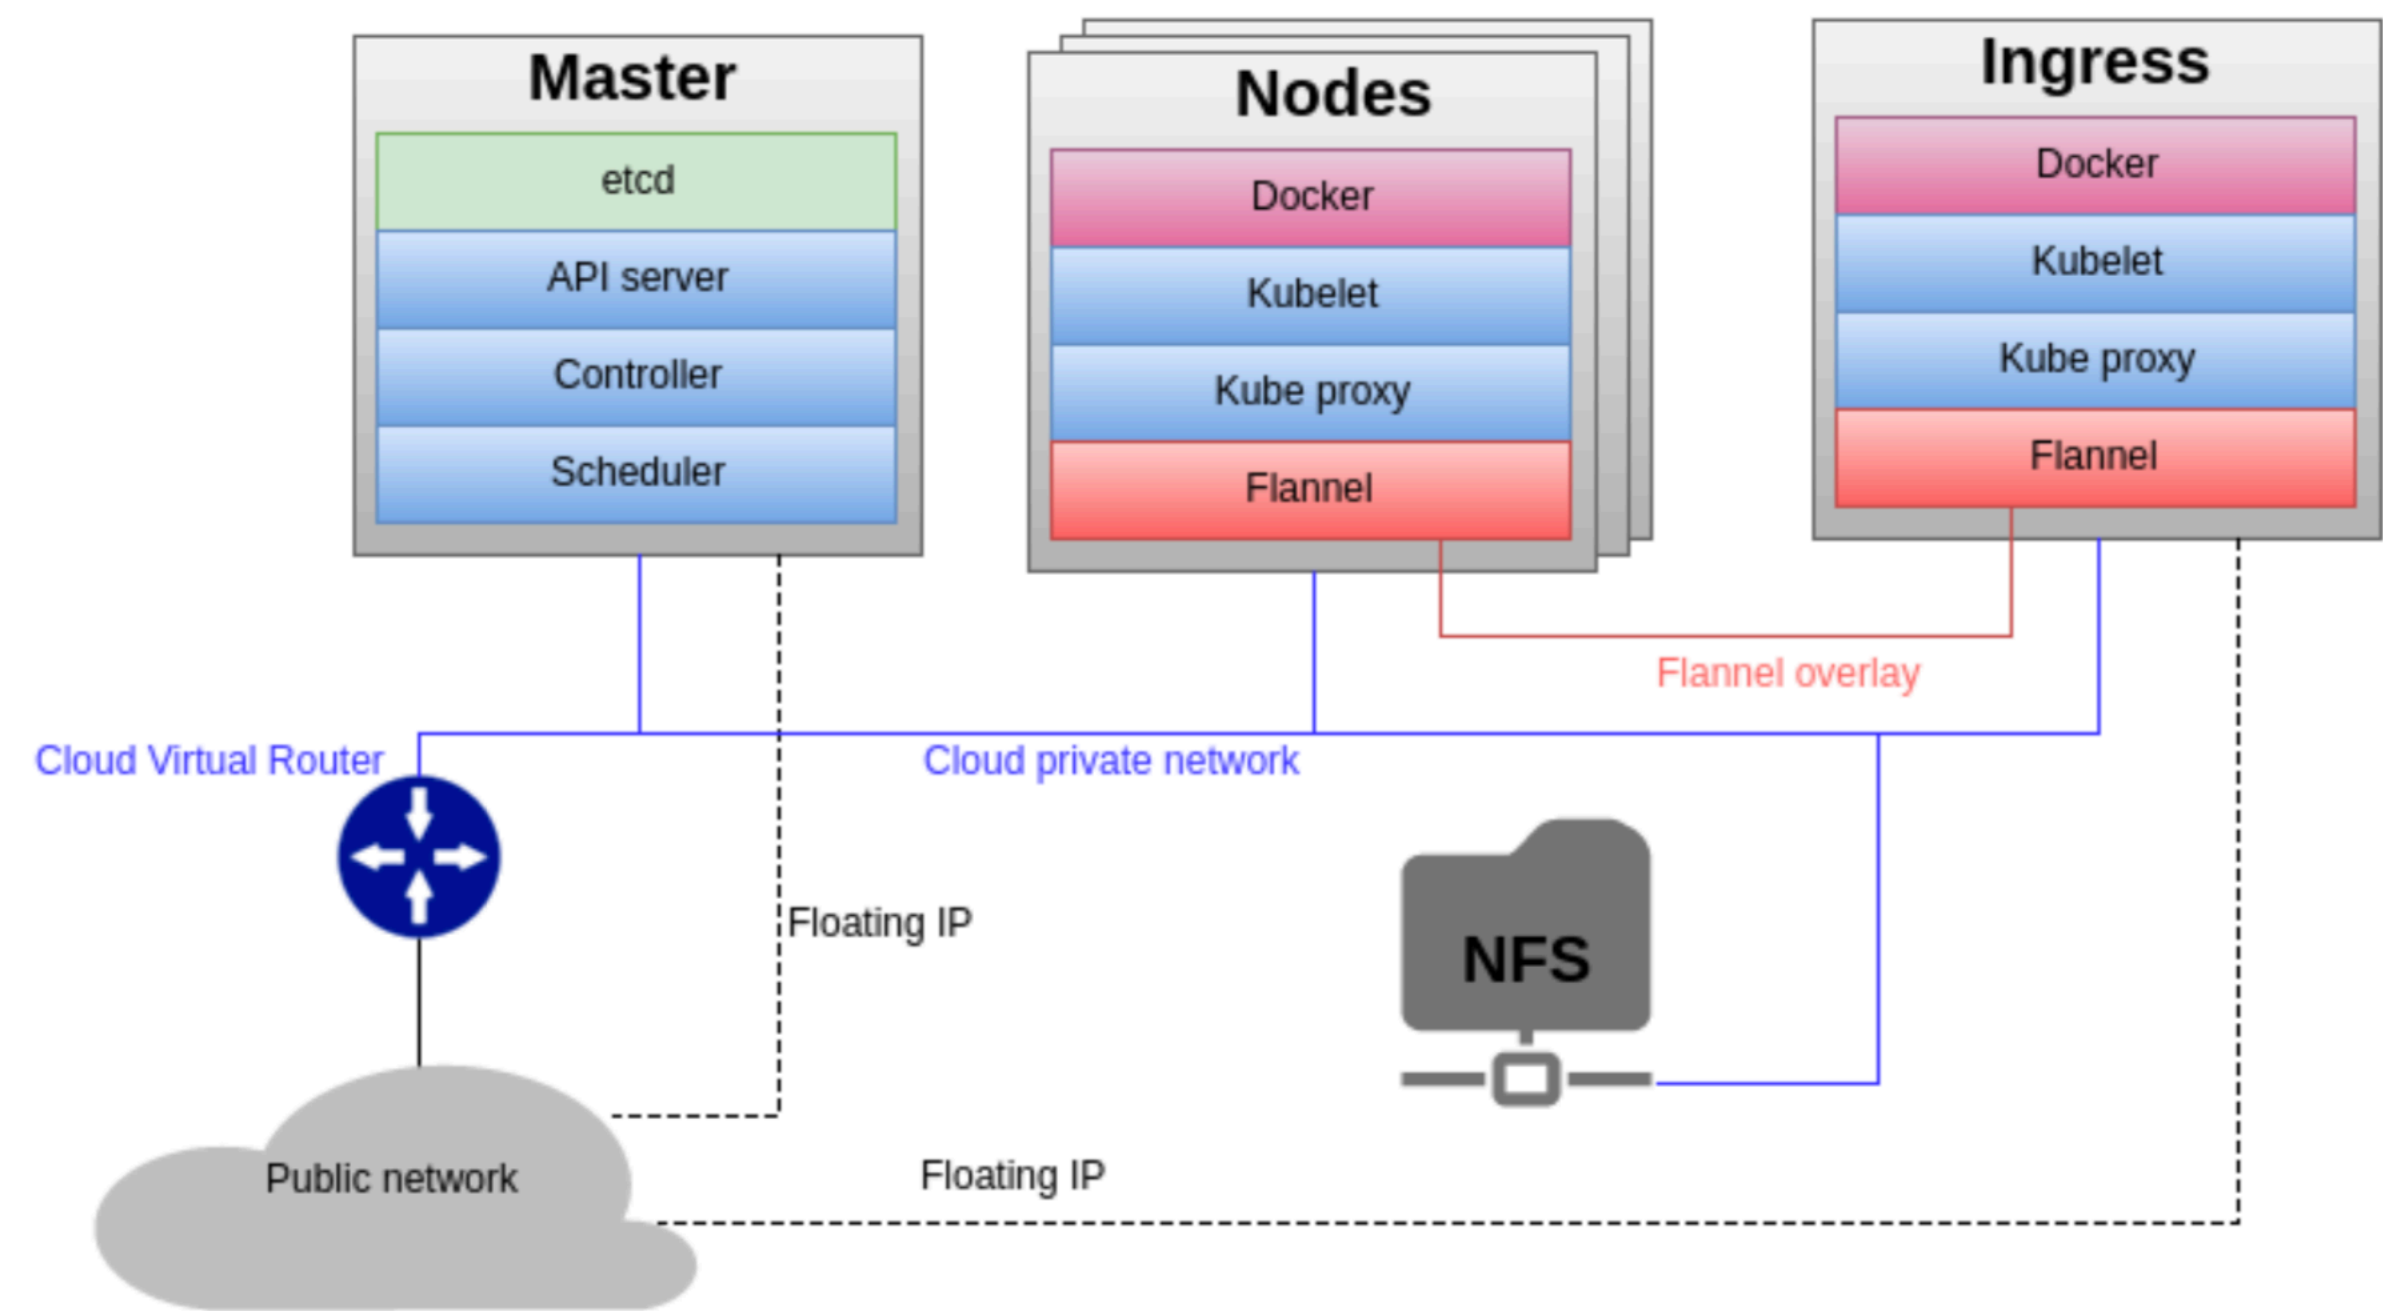 Master
etcd
API server
Controller
Scheduler
Nodes
Docker
Kubelet
Kube proxy
Flannel
Ingress
Docker
Kubelet
Kube proxy
Flannel
Flannel overlay
Cloud Virtual Router
Cloud private network
Floating IP
NFS
Public network
Floating IP